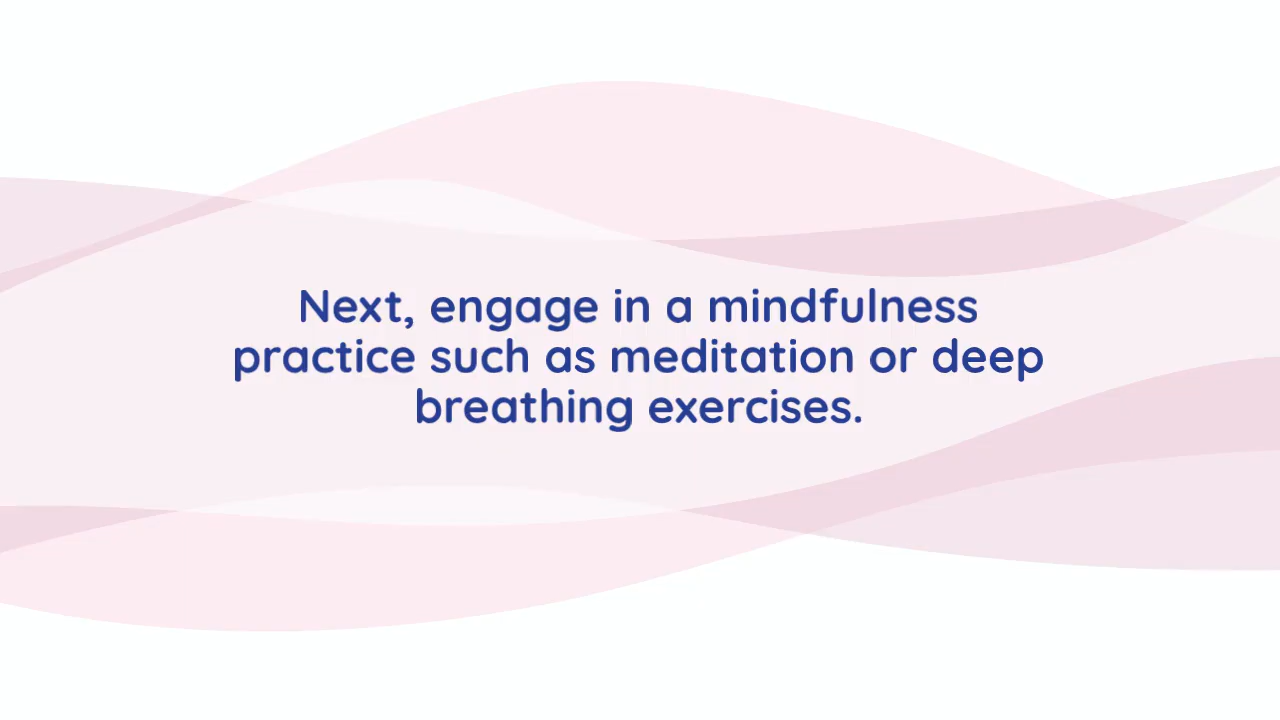 Next, engage in a mindfulness
practice such as meditation or deep
breathing exercises.